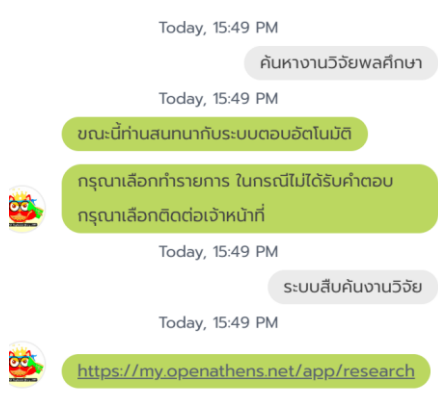 Today, 15:49 PM
ค้นหางานวิจัยพลศึกษา
Today, 15:49 PM
ขณะนี้ท่านสนทนากับระบบตอบอัตโนมัติ
กรุณาเลือกทำรายการ ในกรณีไม่ได้รับคำตอบ
กรุณาเลือกติดต่อเจ้าหน้าที่
Today, 15:49 PM
ระบบสืบค้นงานวิจัย
Today, 15:49 PM
https://my.openathens.net/app/research